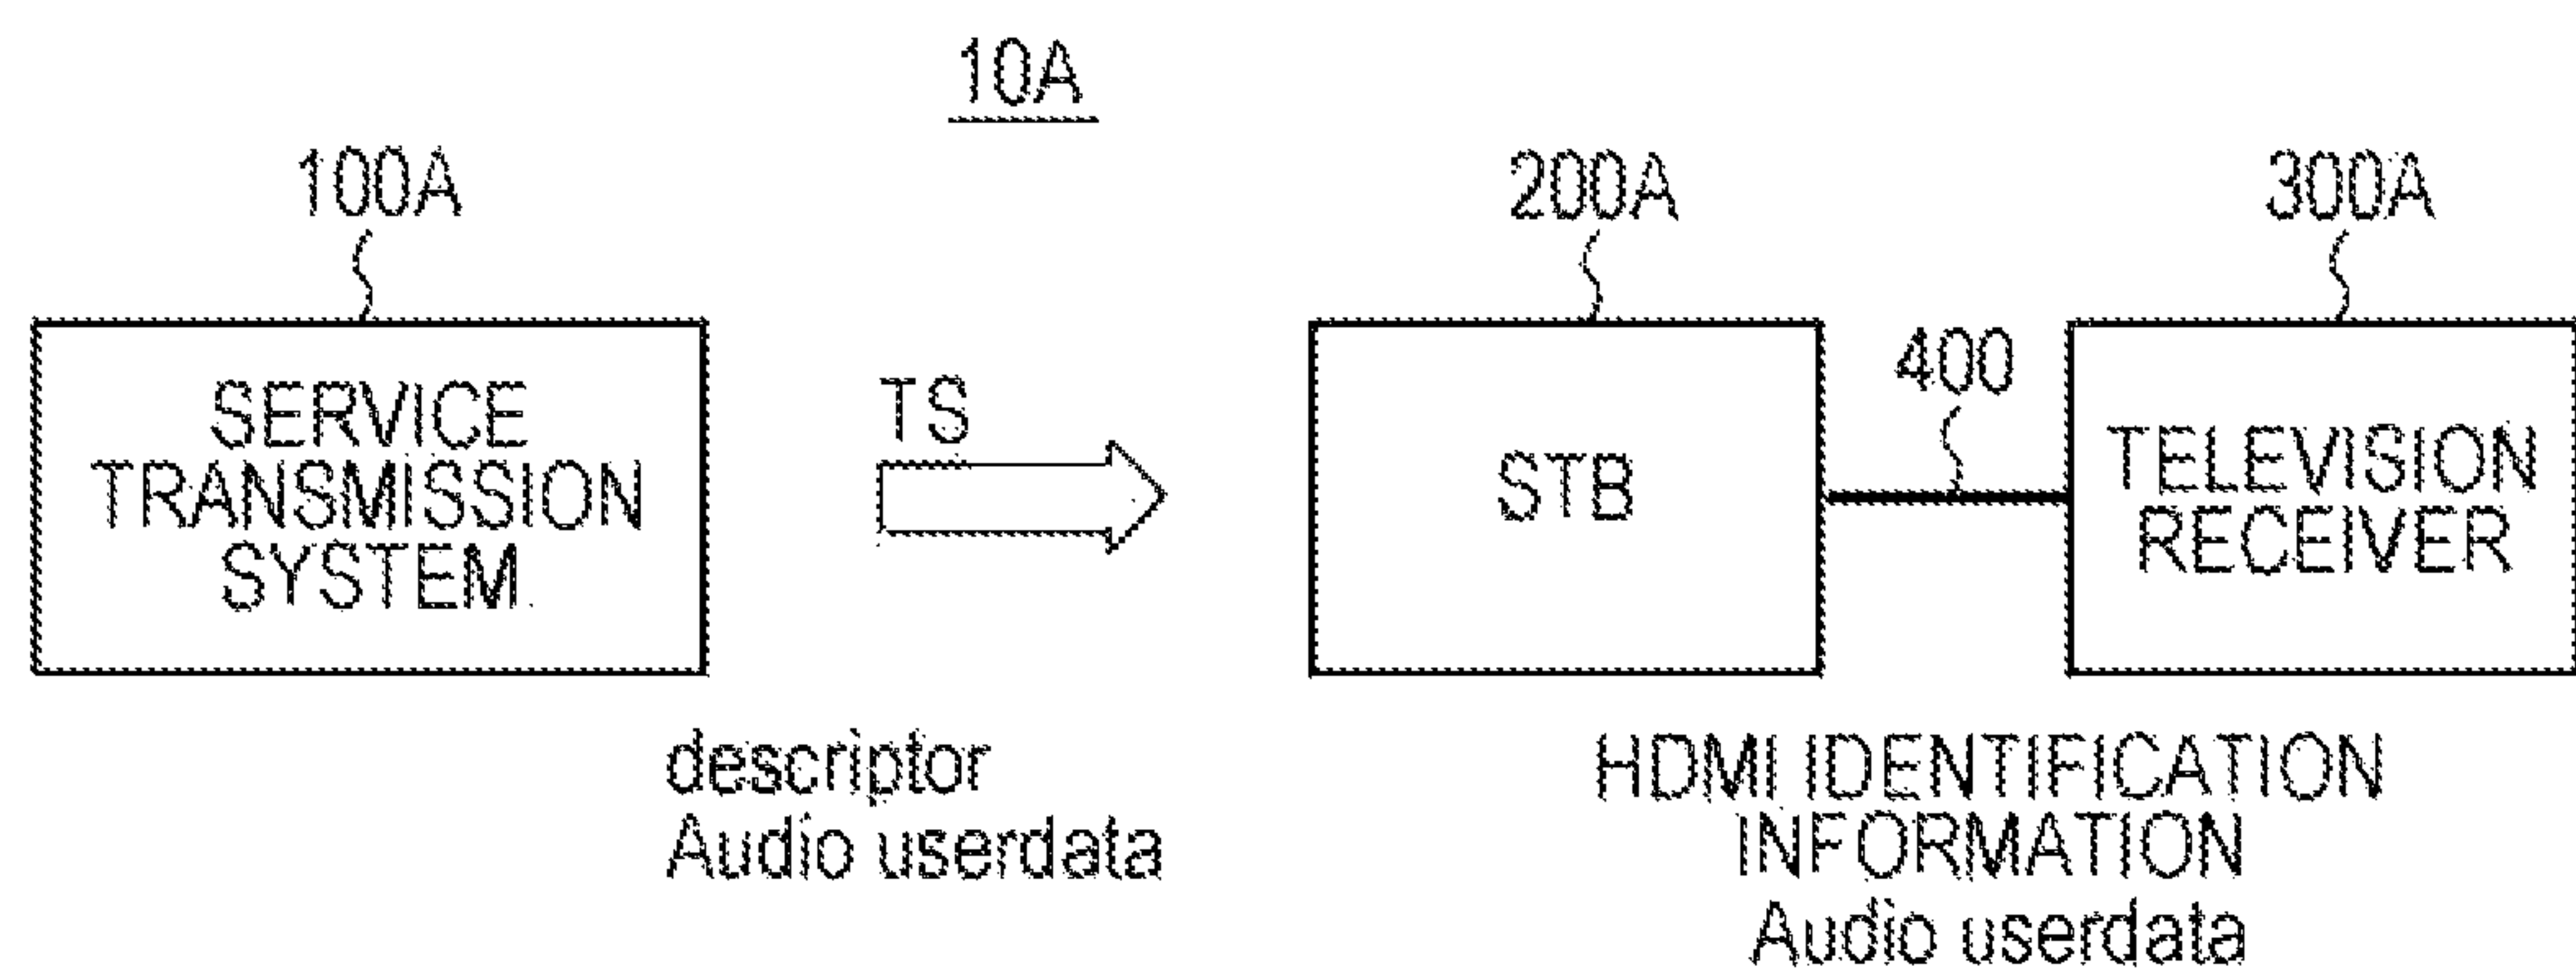 10A
100A
200A
300A
SERVICE
TRANSMISSION
SYSTEM
TS
STB
400
TELEVISION
RECEIVER
descriptor
Audio userdata
HDMI IDENTIFICATION
INFORMATION
Audio userdata